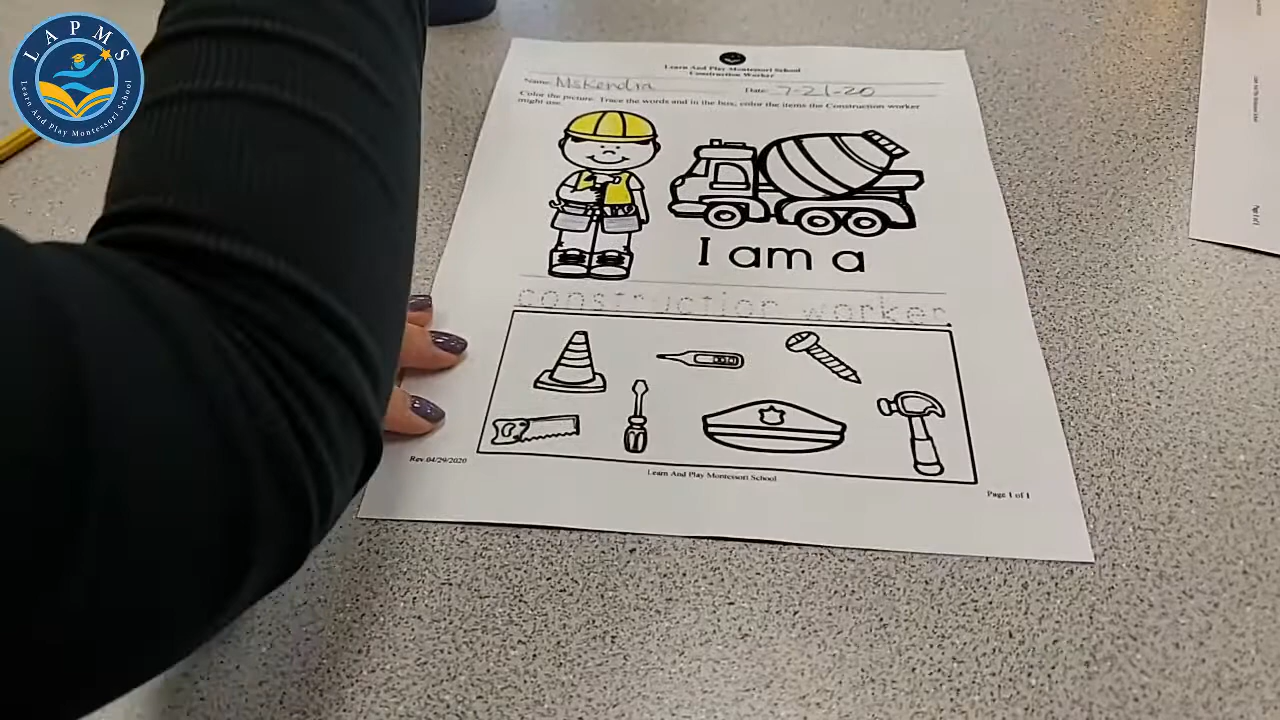 LAPMS
Learn And Play Montessori School
Learn And Play Montessori School
Construction Worker
Name: MsKendra Date: 7-21-20
Color the picture. Trace the words and in the box, color the items the Construction worker
might use.
I am a
construction worker.
Rev.04/29/2020
Learn And Play Montessori School
Page 1 of 1